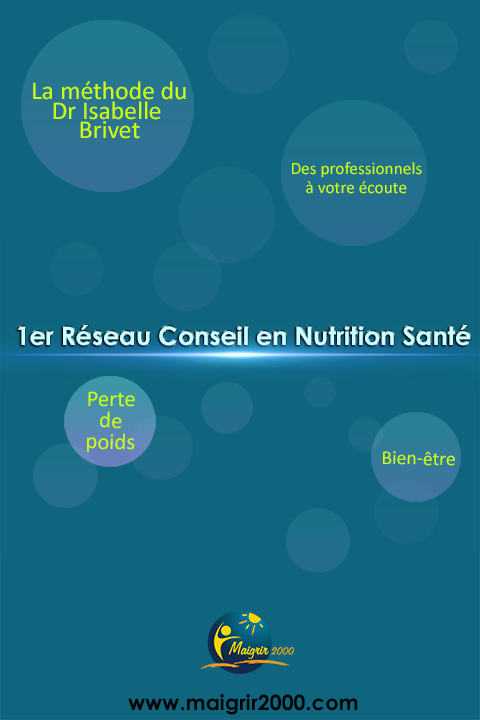 La méthode du
Dr Isabelle
Brivet
Des professionnels
à votre écoute
1er Réseau Conseil en Nutrition Santé
Perte
de
poids
Bien-être
Maigrir 2000
www.maigrir2000.com